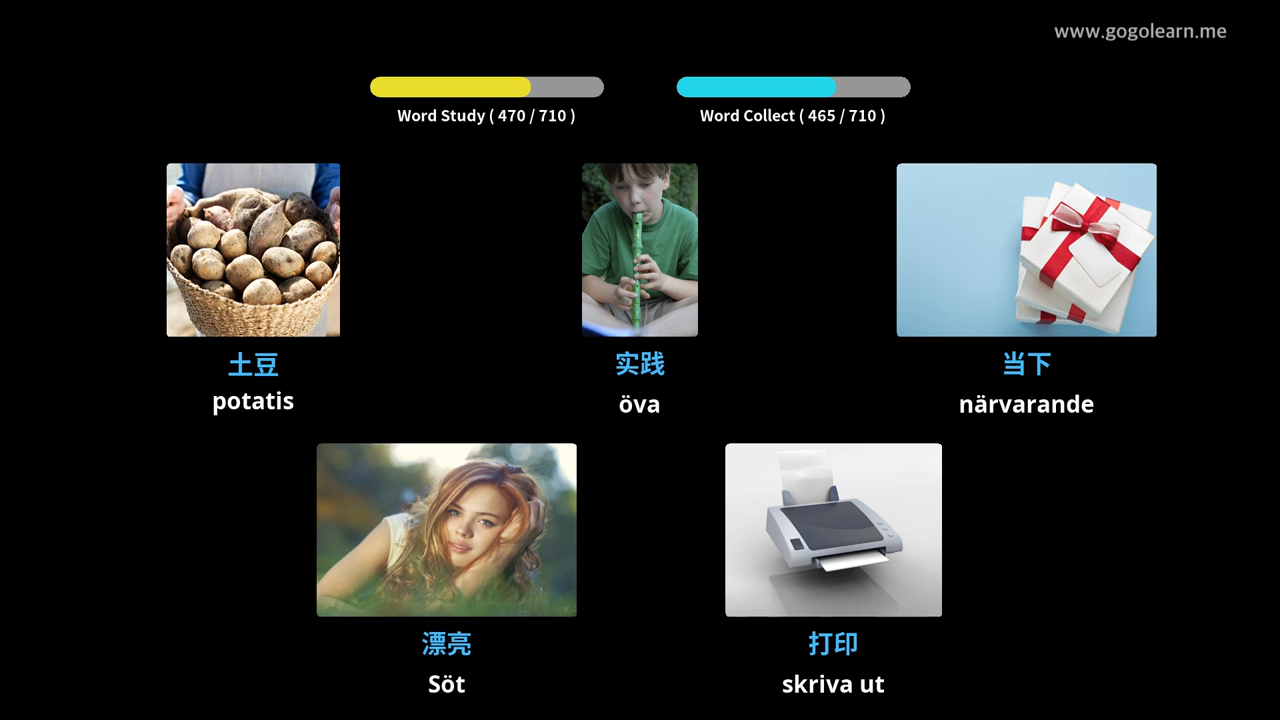 www.gogolearn.me
Word Study ( 470 / 710 )
Word Collect ( 465 / 710 )
土豆
potatis
实践
öva
当下
närvarande
漂亮
Söt
打印
skriva ut